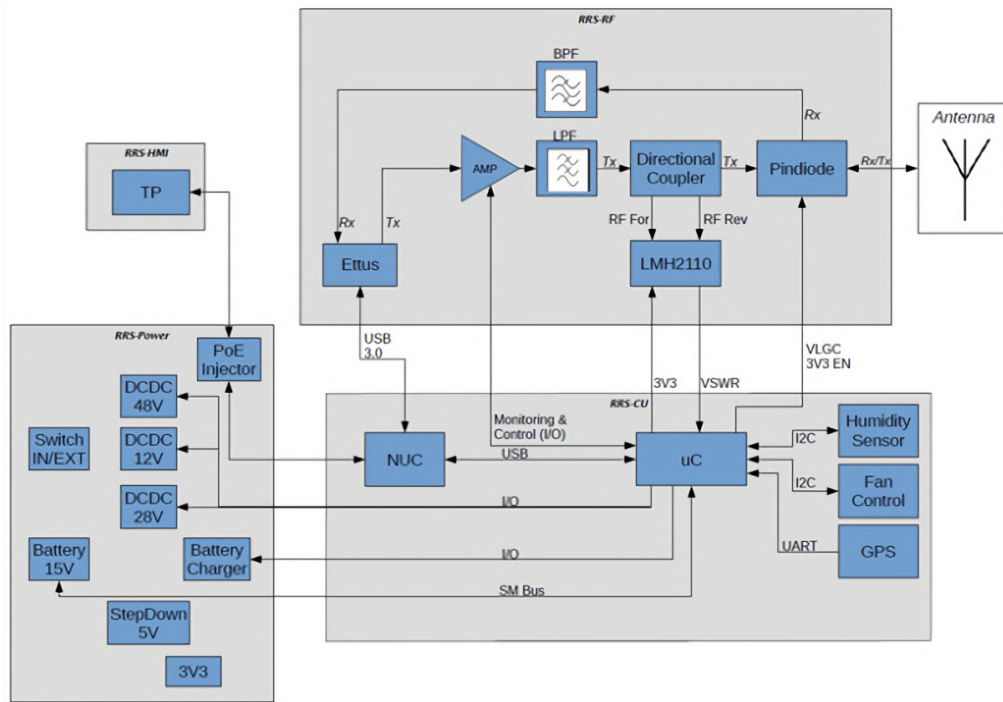 RRS-RF
BPF
Rx
Antenna
RRS-HMI
TP
AMP
LPF
Tx
Directional
Coupler
Tx
Pindiode
Rx/Tx
Rx
Tx
RF For
RF Rev
Ettus
LMH2110
RRS-Power
PoE
Injector
USB
3.0
3V3
VSWR
VLGC
3V3 EN
DCDC
48V
RRS-CU
Monitoring &
Control (I/O)
Switch
IN/EXT
DCDC
12V
NUC
USB
uC
I2C
Humidity
Sensor
DCDC
28V
I/O
I2C
Fan
Control
Battery
15V
Battery
Charger
I/O
UART
GPS
SM Bus
StepDown
5V
3V3